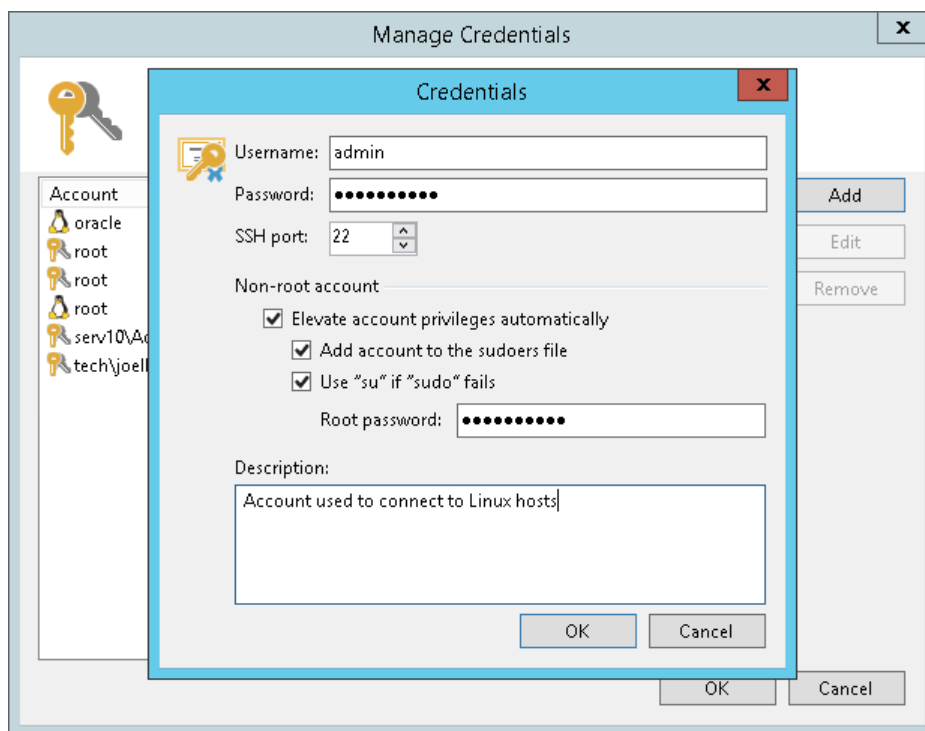 Manage Credentials
x
Credentials
x
Username: admin
Password: ●●●●●●●●●●
SSH port: 22
Non-root account
Elevate account privileges automatically
Add account to the sudoers file
Use "su" if "sudo" fails
Root password: ●●●●●●●●●●
Description:
Account used to connect to Linux hosts
OK Cancel
Account
oracle
root
root
root
serv10\Ad
tech\joell
Add
Edit
Remove
OK Cancel